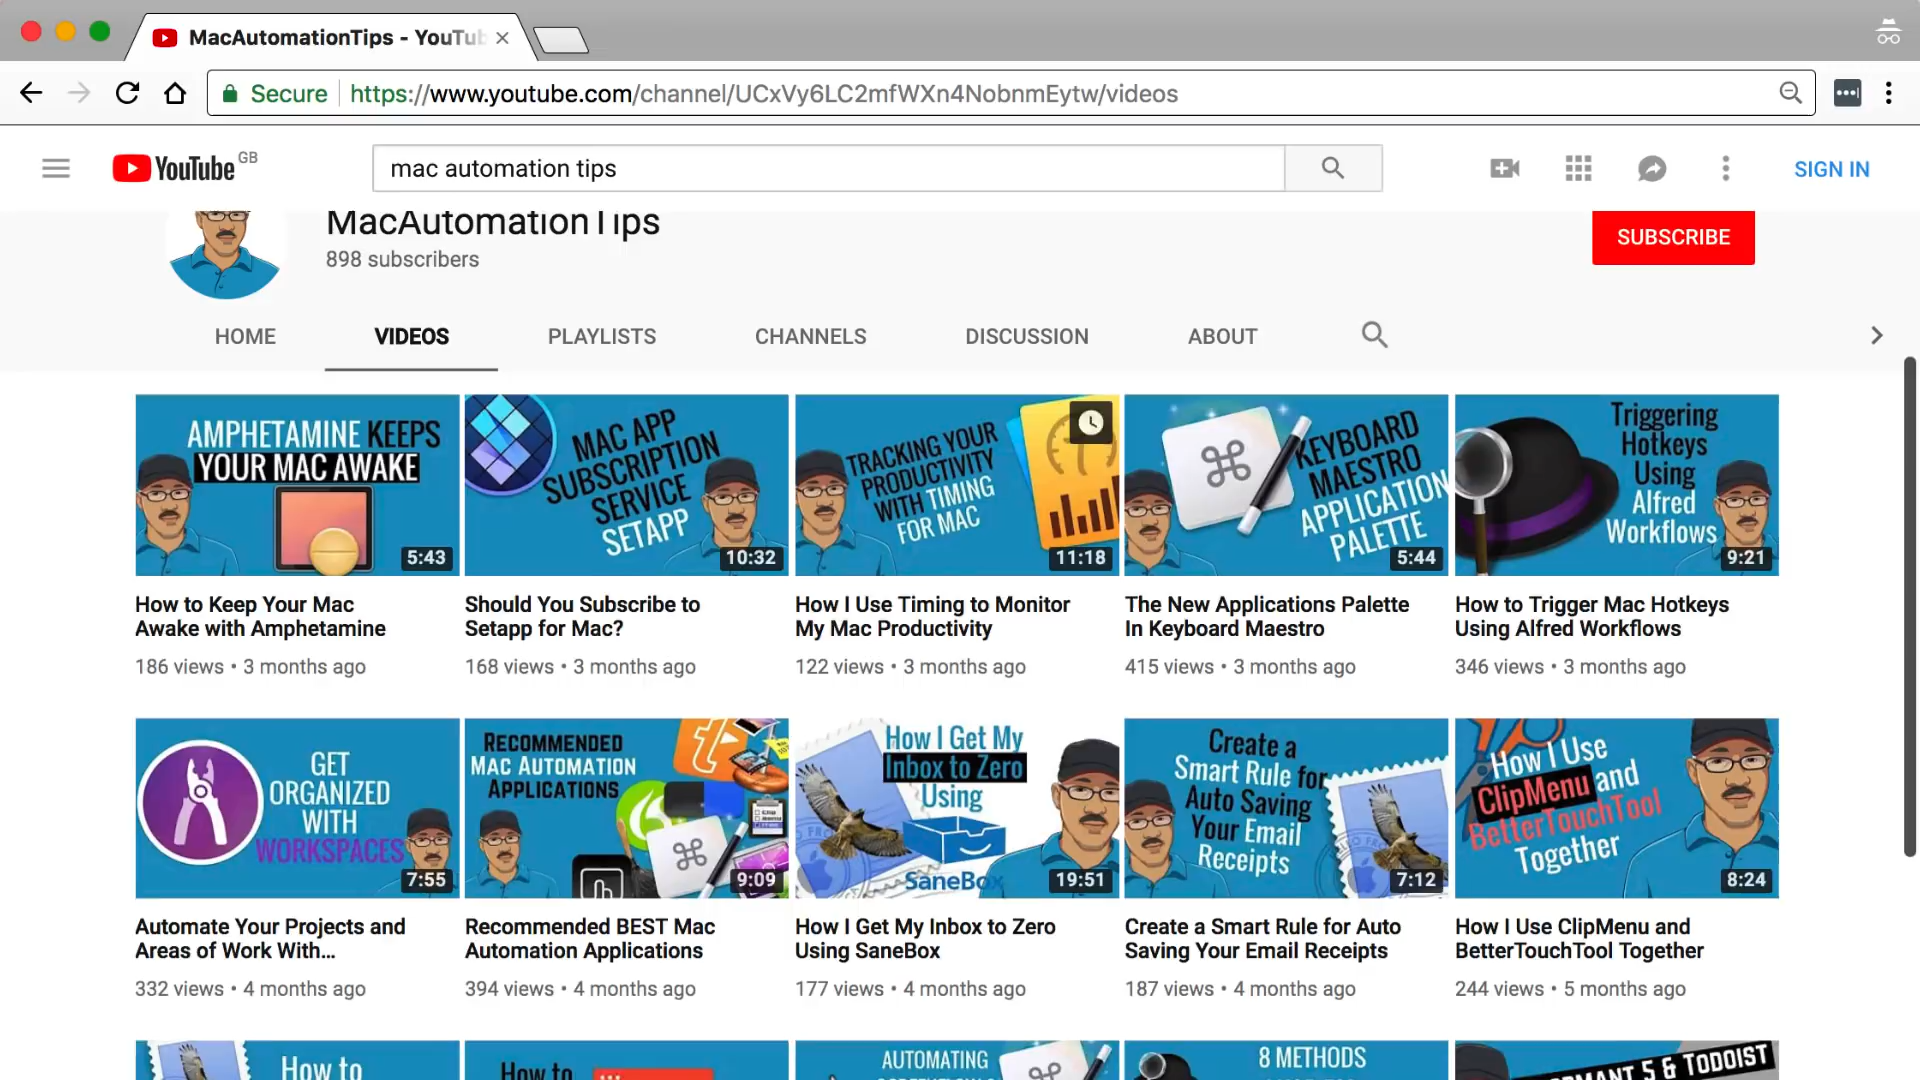 MacAutomationTips - YouTub
Secure
https://www.youtube.com/channel/UCxVy6LC2mfWXn4NobnmEytw/videos
YouTube GB
mac automation tips
SIGN IN
MacAutomationTips
898 subscribers
SUBSCRIBE
HOME
VIDEOS
PLAYLISTS
CHANNELS
DISCUSSION
ABOUT
AMPHETAMINE KEEPS
YOUR MAC AWAKE
5:43
MAC APP
SUBSCRIPTION
SERVICE
SETAPP
10:32
TRACKING YOUR
PRODUCTIVITY
WITH TIMING
FOR MAC
11:18
KEYBOARD
MAESTRO
APPLICATION
PALETTE
5:44
Triggering
Hotkeys
Using
Alfred
Workflows
9:21
How to Keep Your Mac
Awake with Amphetamine
186 views • 3 months ago
Should You Subscribe to
Setapp for Mac?
168 views • 3 months ago
How I Use Timing to Monitor
My Mac Productivity
122 views • 3 months ago
The New Applications Palette
In Keyboard Maestro
415 views • 3 months ago
How to Trigger Mac Hotkeys
Using Alfred Workflows
346 views • 3 months ago
GET
ORGANIZED
WITH
WORKSPACES
7:55
RECOMMENDED
MAC AUTOMATION
APPLICATIONS
9:09
How I Get My
Inbox to Zero
Using
SaneBox
19:51
Create a
Smart Rule for
Auto Saving
Your Email
Receipts
7:12
How I Use
ClipMenu and
BetterTouchTool
Together
8:24
Automate Your Projects and
Areas of Work With...
332 views • 4 months ago
Recommended BEST Mac
Automation Applications
394 views • 4 months ago
How I Get My Inbox to Zero
Using SaneBox
177 views • 4 months ago
Create a Smart Rule for Auto
Saving Your Email Receipts
187 views • 4 months ago
How I Use ClipMenu and
BetterTouchTool Together
244 views • 5 months ago
How to
How to
AUTOMATING
8 METHODS
5 & TODOIST